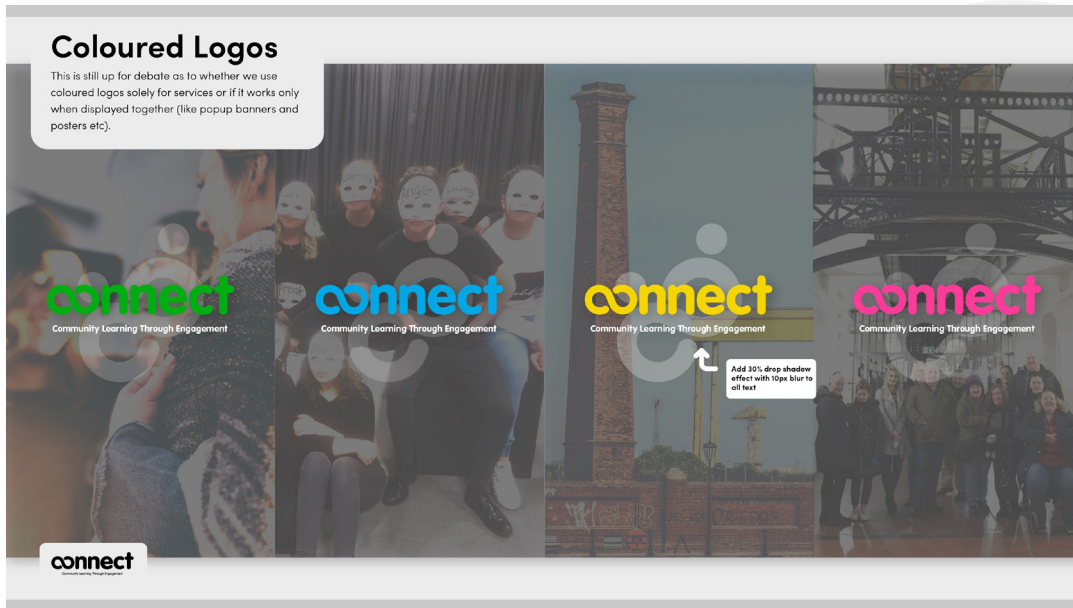 Coloured Logos
This is still up for debate as to whether we use
coloured logos solely for services or if it works only
when displayed together (like popup banners and
posters etc).
Anger
Freak
connect
Community Learning Through Engagement
connect
Community Learning Through Engagement
connect
Community Learning Through Engagement
connect
Community Learning Through Engagement
Add 30% drop shadow
effect with 10px blur to
all text
connect
Community Learning Through Engagement